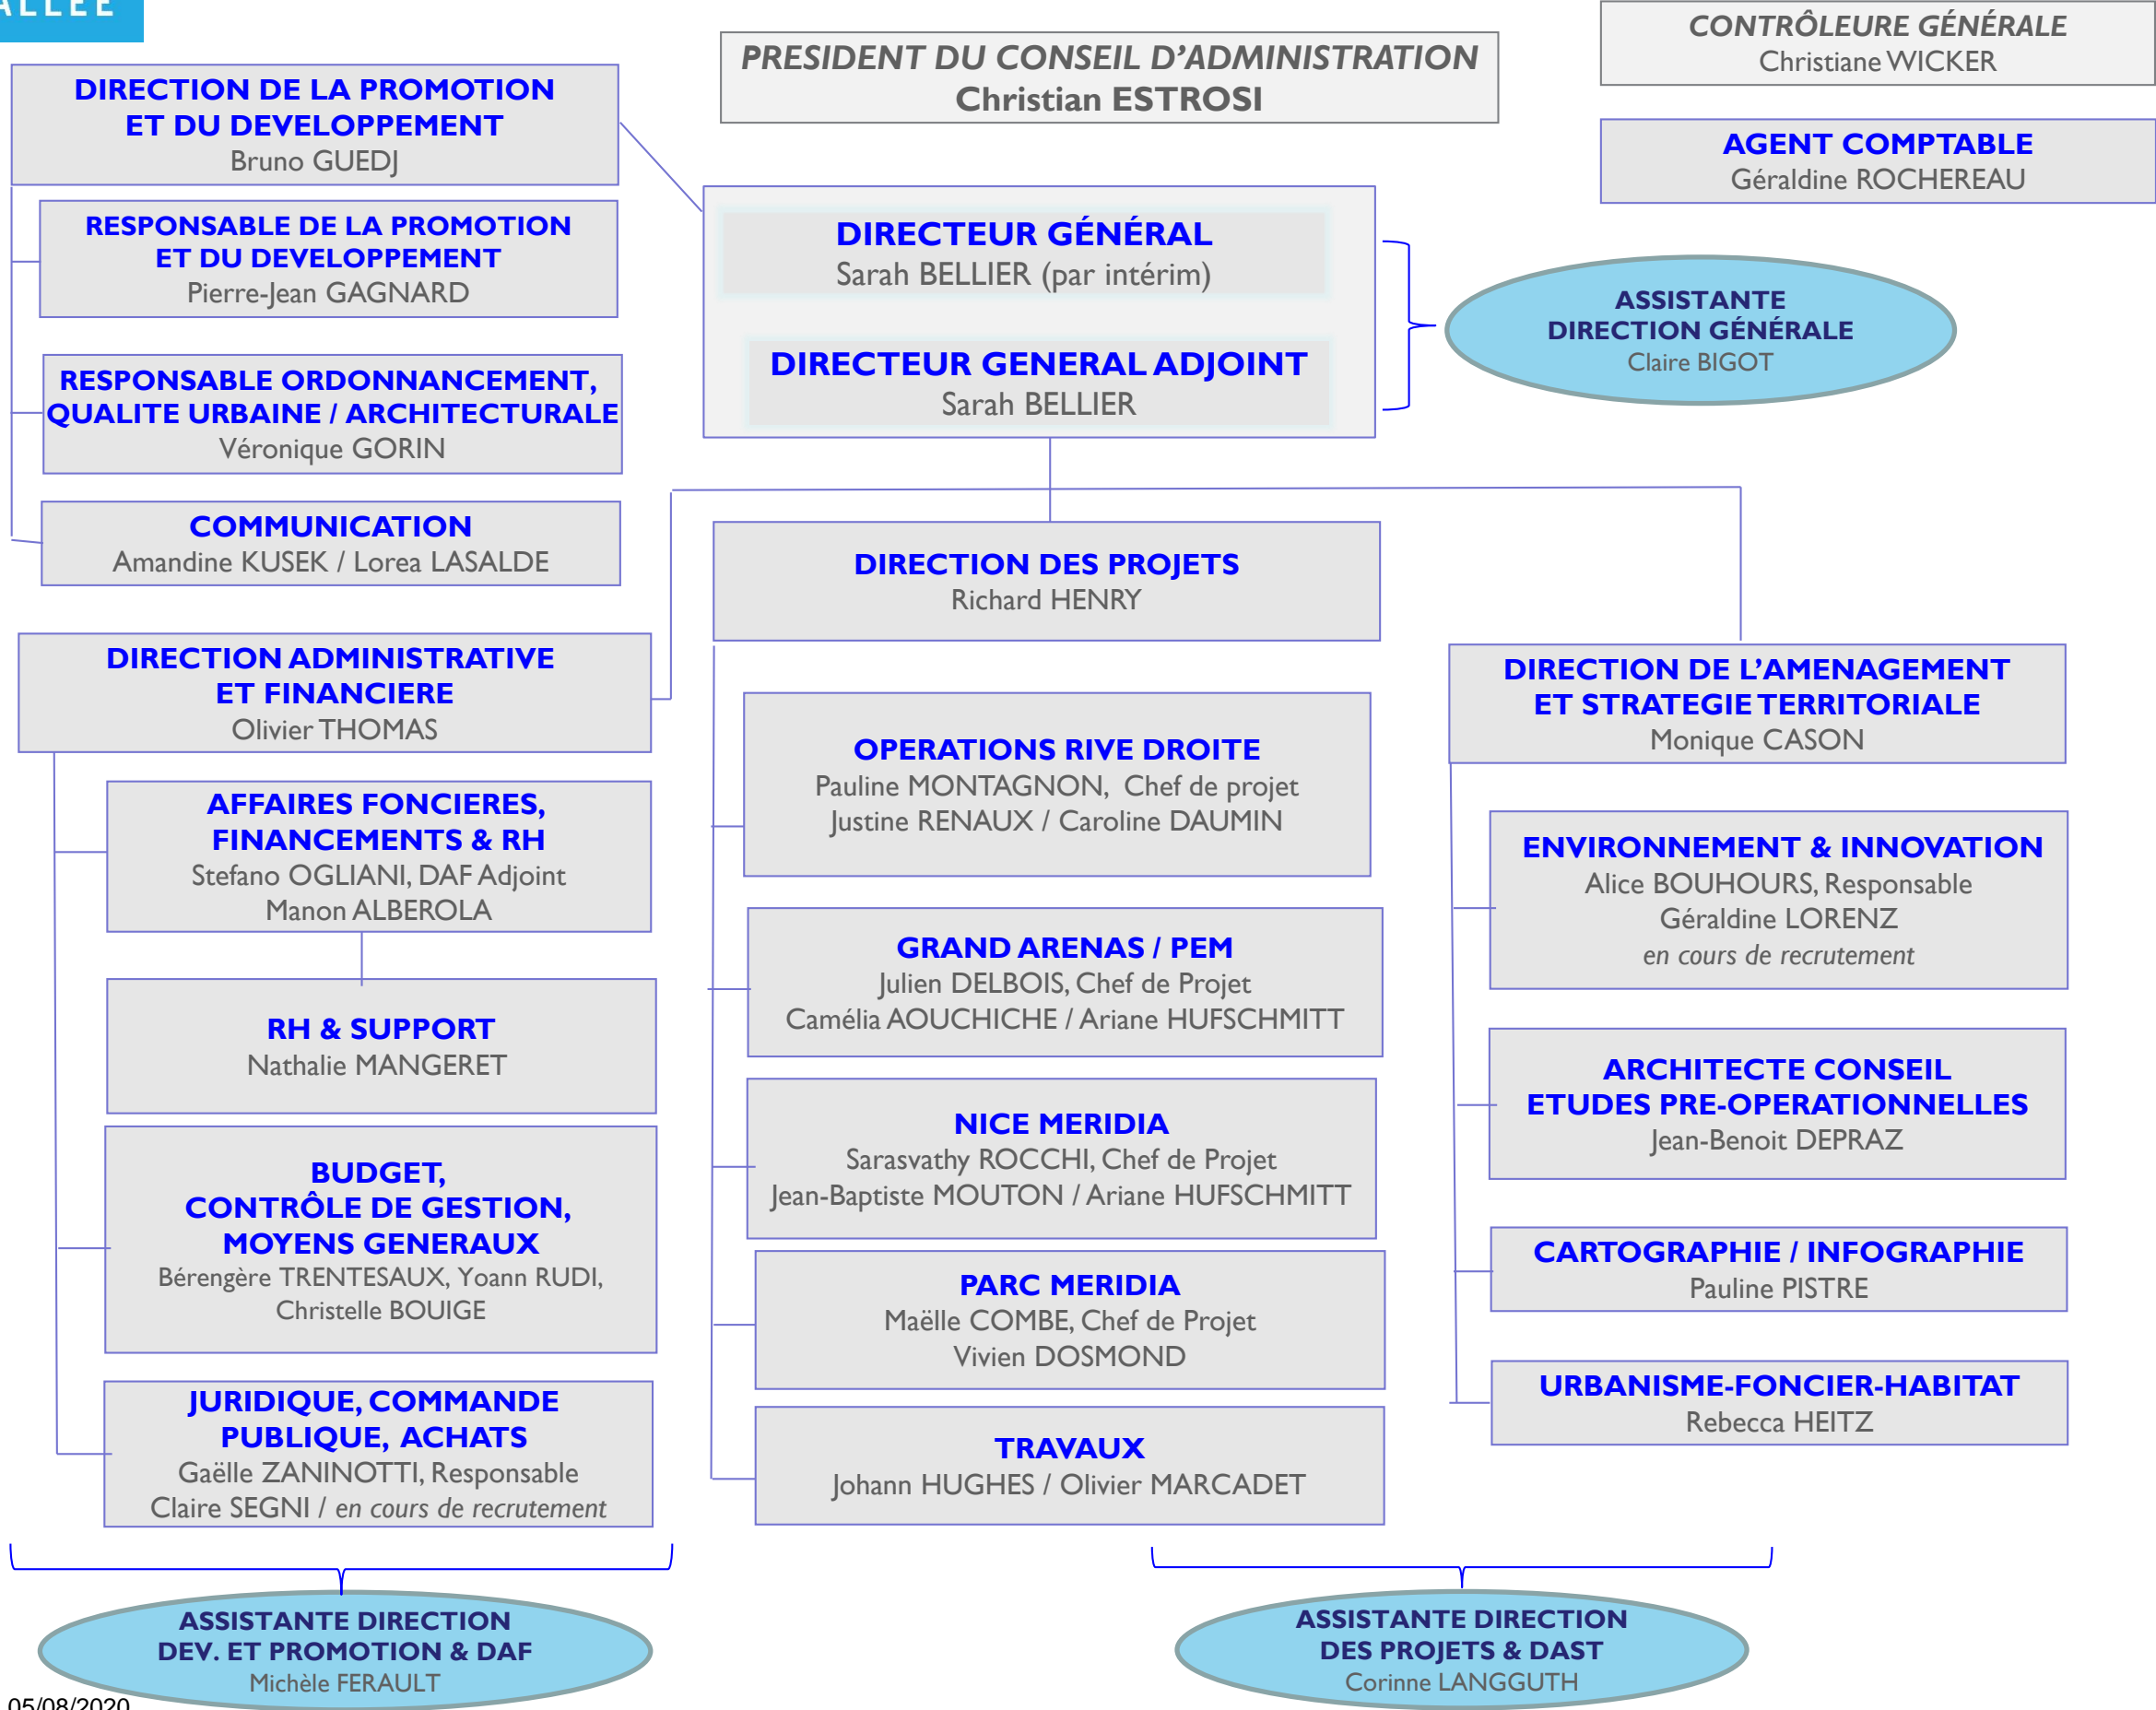 PRESIDENT DU CONSEIL D'ADMINISTRATION
Christian ESTROSI
CONTRÔLEURE GÉNÉRALE
Christiane WICKER
AGENT COMPTABLE
Géraldine ROCHEREAU
DIRECTION DE LA PROMOTION
ET DU DEVELOPPEMENT
Bruno GUEDJ
RESPONSABLE DE LA PROMOTION
ET DU DEVELOPPEMENT
Pierre-Jean GAGNARD
RESPONSABLE ORDONNANCEMENT,
QUALITE URBAINE / ARCHITECTURALE
Véronique GORIN
COMMUNICATION
Amandine KUSEK / Lorea LASALDE
DIRECTEUR GÉNÉRAL
Sarah BELLIER (par intérim)
DIRECTEUR GENERAL ADJOINT
Sarah BELLIER
ASSISTANTE
DIRECTION GÉNÉRALE
Claire BIGOT
DIRECTION ADMINISTRATIVE
ET FINANCIERE
Olivier THOMAS
AFFAIRES FONCIERES,
FINANCEMENTS & RH
Stefano OGLIANI, DAF Adjoint
Manon ALBEROLA
RH & SUPPORT
Nathalie MANGERET
BUDGET,
CONTRÔLE DE GESTION,
MOYENS GENERAUX
Bérengère TRENTESAUX, Yoann RUDI,
Christelle BOUIGE
JURIDIQUE, COMMANDE
PUBLIQUE, ACHATS
Gaëlle ZANINOTTI, Responsable
Claire SEGNI / en cours de recrutement
DIRECTION DES PROJETS
Richard HENRY
OPERATIONS RIVE DROITE
Pauline MONTAGNON, Chef de projet
Justine RENAUX / Caroline DAUMIN
GRAND ARENAS / PEM
Julien DELBOIS, Chef de Projet
Camélia AOUCHICHE / Ariane HUFSCHMITT
NICE MERIDIA
Sarasvathy ROCCHI, Chef de Projet
Jean-Baptiste MOUTON / Ariane HUFSCHMITT
PARC MERIDIA
Maëlle COMBE, Chef de Projet
Vivien DOSMOND
TRAVAUX
Johann HUGHES / Olivier MARCADET
DIRECTION DE L'AMENAGEMENT
ET STRATEGIE TERRITORIALE
Monique CASON
ENVIRONNEMENT & INNOVATION
Alice BOUHOURS, Responsable
Géraldine LORENZ
en cours de recrutement
ARCHITECTE CONSEIL
ETUDES PRE-OPERATIONNELLES
Jean-Benoit DEPRAZ
CARTOGRAPHIE / INFOGRAPHIE
Pauline PISTRE
URBANISME-FONCIER-HABITAT
Rebecca HEITZ
ASSISTANTE DIRECTION
DEV. ET PROMOTION & DAF
Michèle FERAULT
ASSISTANTE DIRECTION
DES PROJETS & DAST
Corinne LANGGUTH
05/08/2020